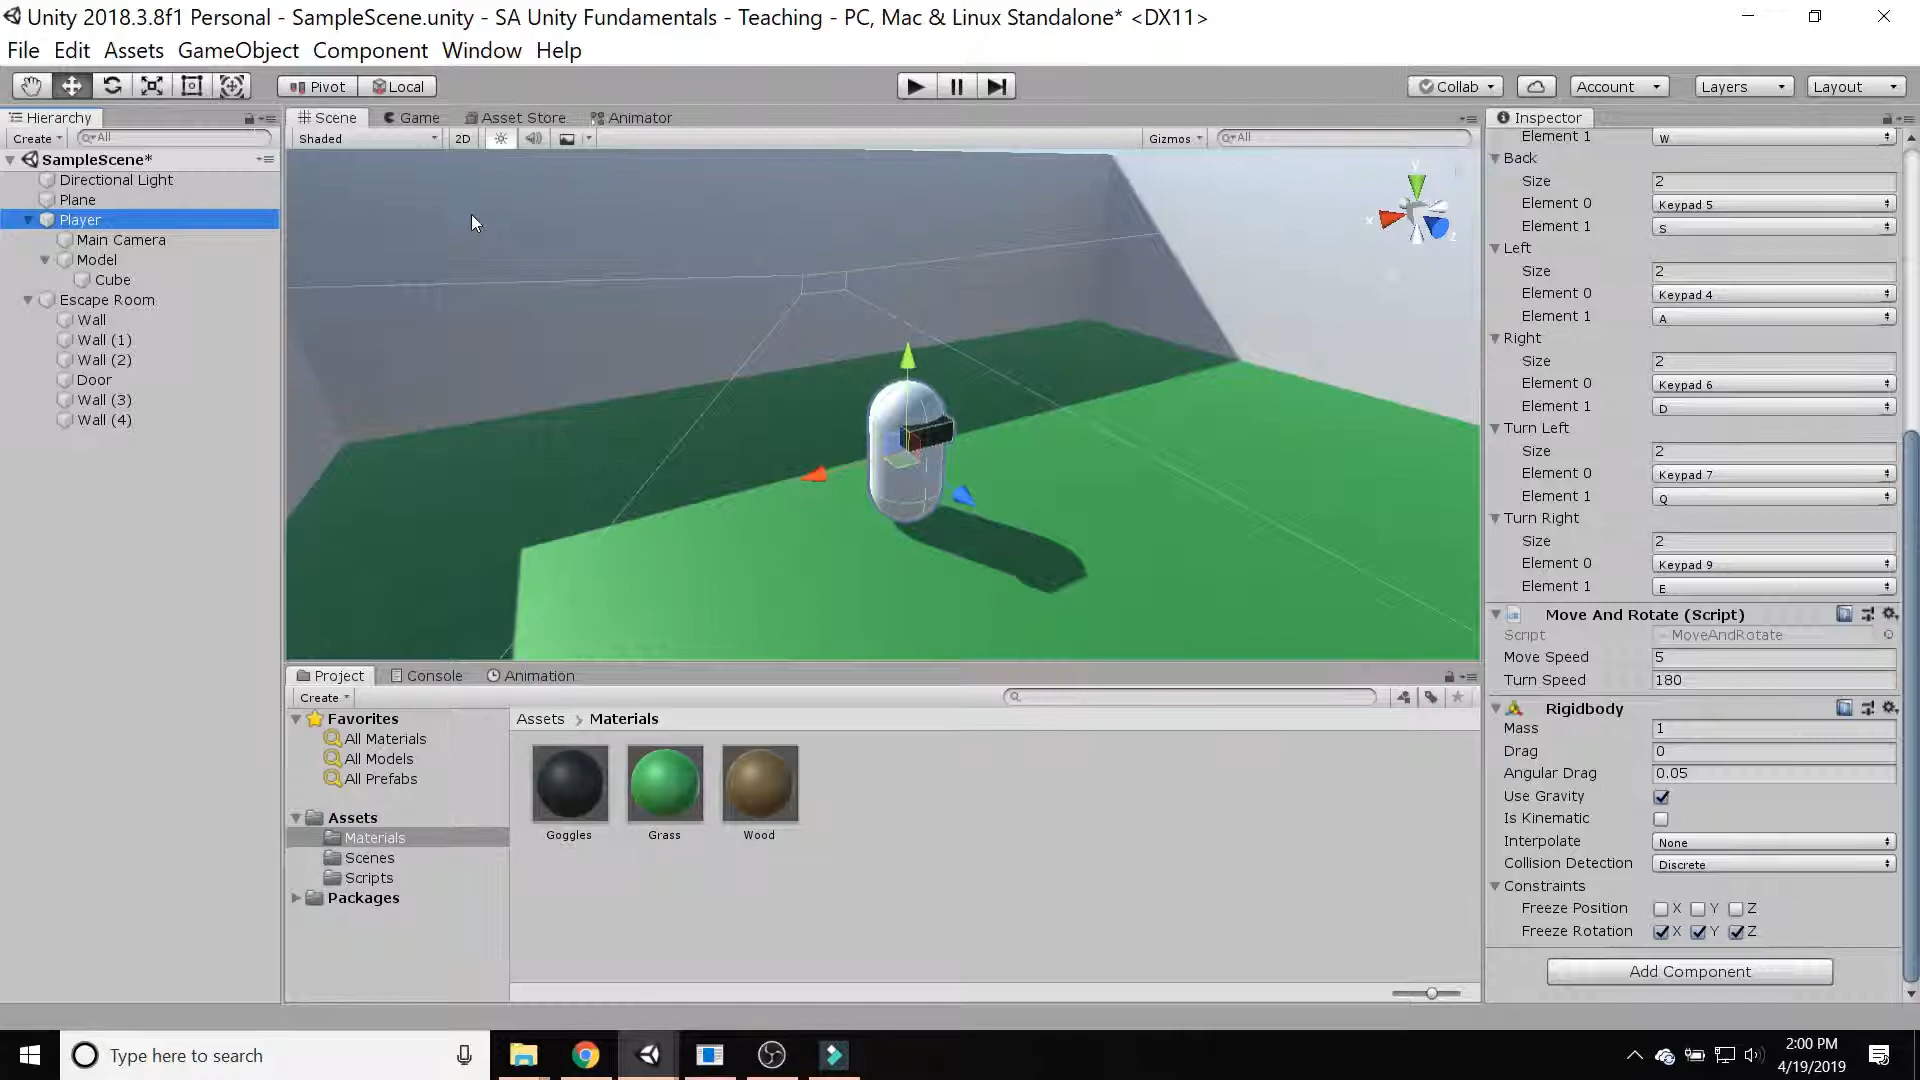 Unity 2018.3.8f1 Personal - SampleScene.unity - SA Unity Fundamentals - Teaching - PC, Mac & Linux Standalone* <DX11>
File Edit Assets GameObject Component Window Help
Pivot Local Collab Account Layers Layout
Hierarchy
Create All
SampleScene*
Directional Light
Plane
Player
Main Camera
Model
Cube
Escape Room
Wall
Wall (1)
Wall (2)
Door
Wall (3)
Wall (4)
Scene Game Asset Store Animator
Shaded 2D Gizmos All
y
x
z
Project Console Animation
Create
Favorites
All Materials
All Models
All Prefabs
Assets
Materials
Scenes
Scripts
Packages
Assets > Materials
Goggles Grass Wood
Inspector
Element 1 W
Back
Size 2
Element 0 Keypad 5
Element 1 S
Left
Size 2
Element 0 Keypad 4
Element 1 A
Right
Size 2
Element 0 Keypad 6
Element 1 D
Turn Left
Size 2
Element 0 Keypad 7
Element 1 Q
Turn Right
Size 2
Element 0 Keypad 9
Element 1 E
Move And Rotate (Script)
Script MoveAndRotate
Move Speed 5
Turn Speed 180
Rigidbody
Mass 1
Drag 0
Angular Drag 0.05
Use Gravity
Is Kinematic
Interpolate None
Collision Detection Discrete
Constraints
Freeze Position X Y Z
Freeze Rotation X Y Z
Add Component
Type here to search
2:00 PM
4/19/2019